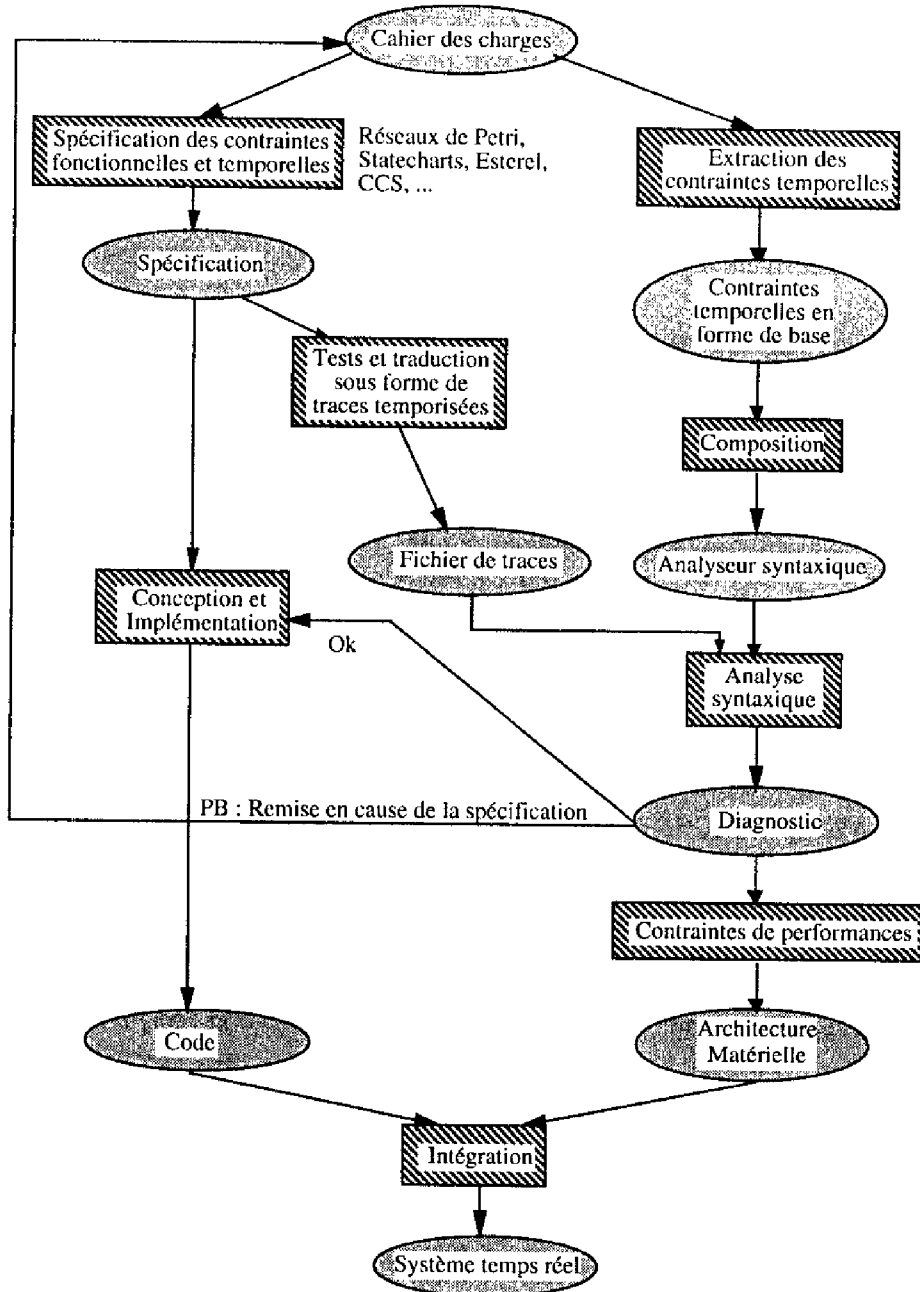 Cahier des charges
Spécification des contraintes
fonctionnelles et temporelles
Réseaux de Petri,
Statecharts, Esterel,
CCS, ...
Extraction des
contraintes temporelles
Spécification
Contraintes
temporelles en
forme de base
Tests et traduction
sous forme de
traces temporisées
Composition
Fichier de traces
Analyseur syntaxique
Conception et
Implémentation
Ok
Analyse
syntaxique
PB : Remise en cause de la spécification
Diagnostic
Contraintes de performances
Code
Architecture
Matérielle
Intégration
Système temps réel